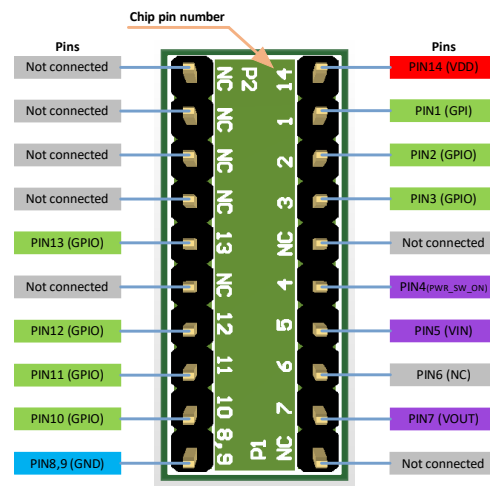 Chip pin number
Pins
Pins
Not connected
NC
P2
14
PIN14 (VDD)
Not connected
NC
1
PIN1 (GPI)
Not connected
NC
2
PIN2 (GPIO)
Not connected
NC
3
PIN3 (GPIO)
PIN13 (GPIO)
13
NC
Not connected
Not connected
NC
4
PIN4(PWR_SW_ON)
PIN12 (GPIO)
12
5
PIN5 (VIN)
PIN11 (GPIO)
11
6
PIN6 (NC)
PIN10 (GPIO)
10
7
PIN7 (VOUT)
PIN8,9 (GND)
8,9
P1
NC
Not connected